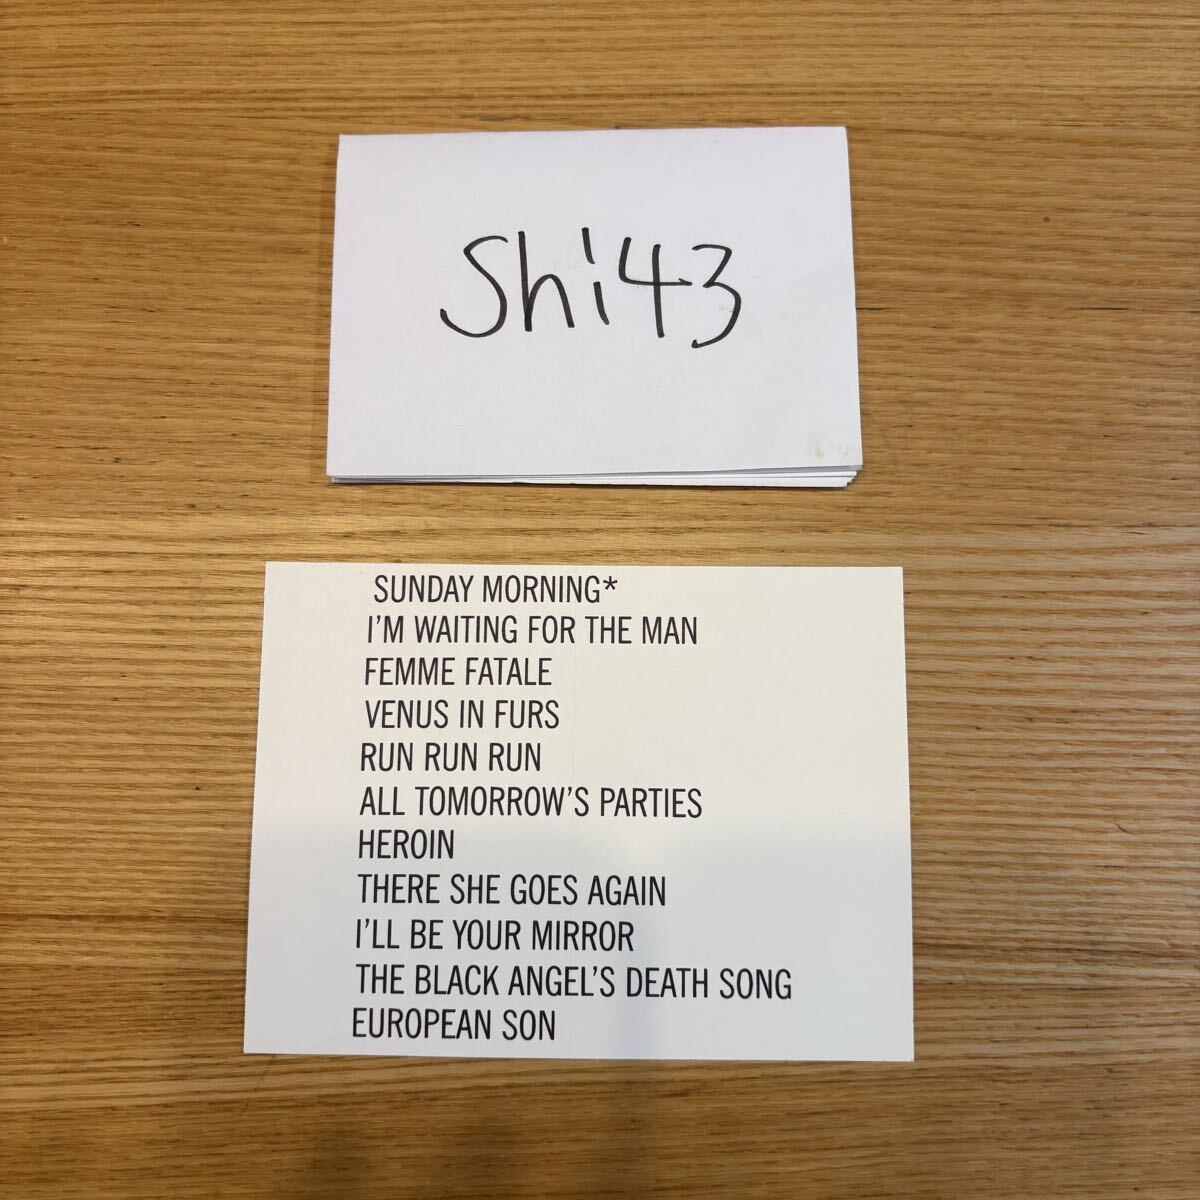 Shi43
SUNDAY MORNING*
I'M WAITING FOR THE MAN
FEMME FATALE
VENUS IN FURS
RUN RUN RUN
ALL TOMORROW'S PARTIES
HEROIN
THERE SHE GOES AGAIN
I'LL BE YOUR MIRROR
THE BLACK ANGEL'S DEATH SONG
EUROPEAN SON